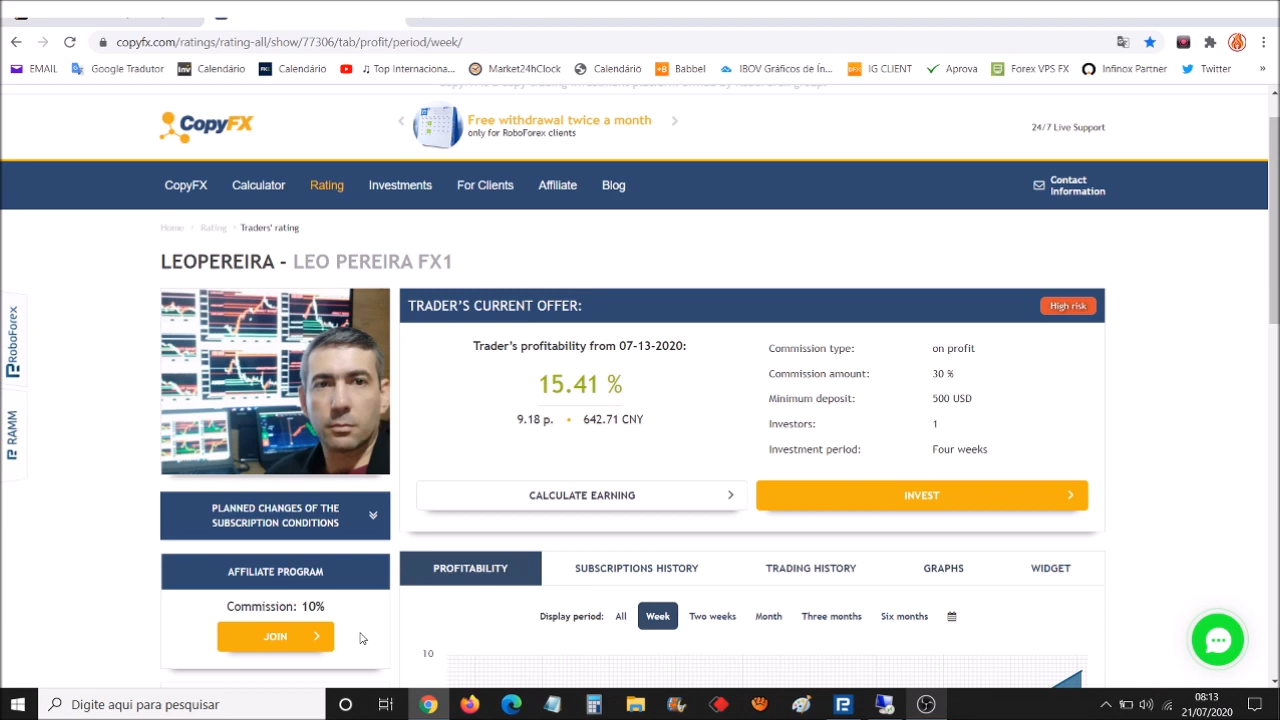 copyfx.com/ratings/rating-all/show/77306/tab/profit/period/week/
EMAIL Google Tradutor Calendário Calendário Top Internaciona... Market24hClock Calendário Babbel IBOV Gráficos de Ín... IG CLIENT Aprova Forex VPS FX Infinox Partner Twitter »
CopyFX
Free withdrawal twice a month
only for RoboForex clients
24/7 Live Support
CopyFX Calculator Rating Investments For Clients Affiliate Blog
Contact
Information
Home Rating Traders' rating
LEOPEREIRA - LEO PEREIRA FX1
RoboForex
RAMM
TRADER'S CURRENT OFFER:
High risk
Trader's profitability from 07-13-2020:
15.41 %
9.18 p. • 642.71 CNY
Commission type: on profit
Commission amount: 30 %
Minimum deposit: 500 USD
Investors: 1
Investment period: Four weeks
CALCULATE EARNING
INVEST
PLANNED CHANGES OF THE
SUBSCRIPTION CONDITIONS
AFFILIATE PROGRAM
Commission: 10%
JOIN
PROFITABILITY SUBSCRIPTIONS HISTORY TRADING HISTORY GRAPHS WIDGET
Display period: All Week Two weeks Month Three months Six months
10
Digite aqui para pesquisar
08:13
21/07/2020